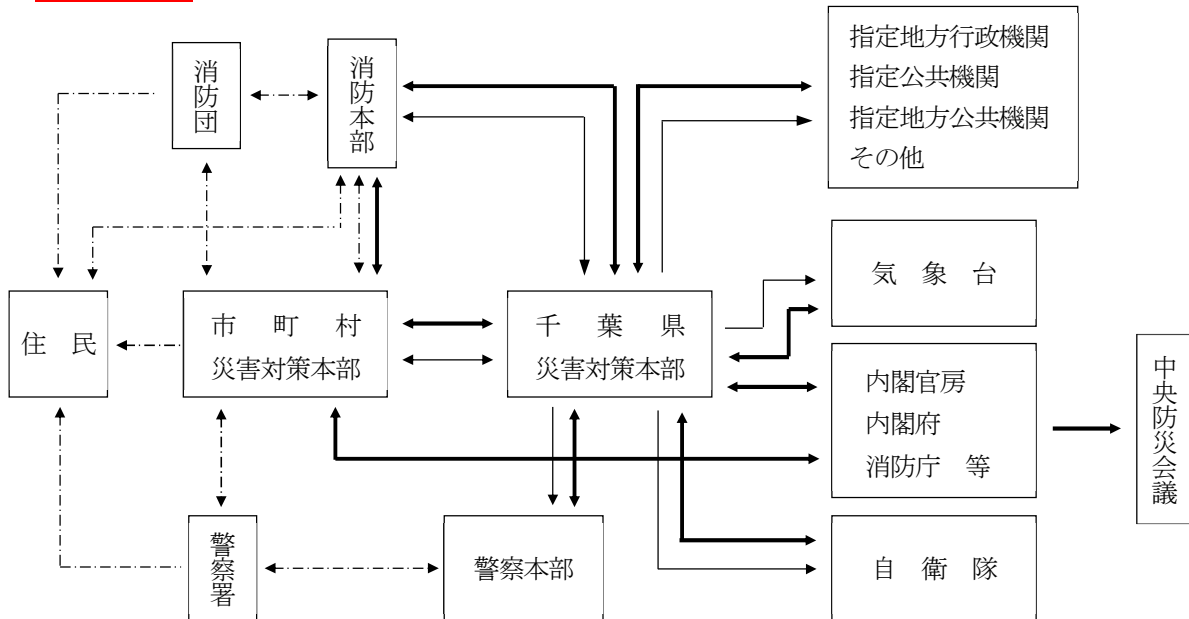 指定地方行政機関
指定公共機関
指定地方公共機関
その他
消防団
消防本部
気　象　台
住　民
市　町　村
災害対策本部
千　葉　県
災害対策本部
内閣官房
内閣府
消防庁　等
中央防災会議
警察署
警察本部
自　衛　隊